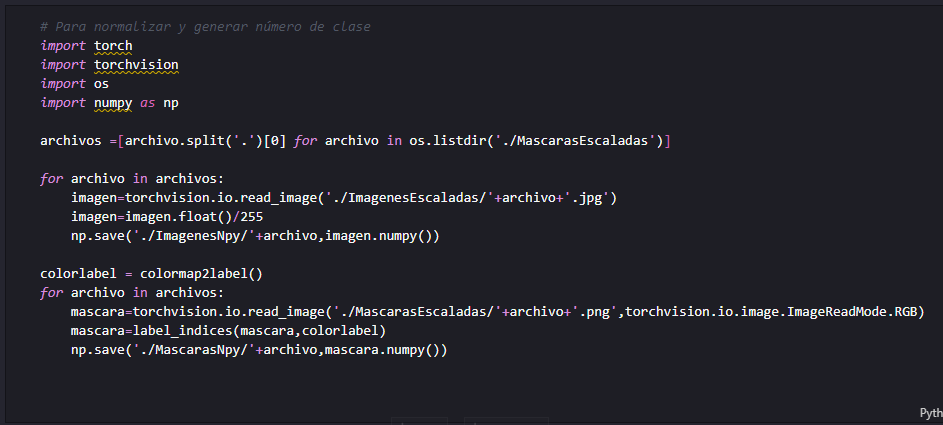 # Para normalizar y generar número de clase
import torch
import torchvision
import os
import numpy as np
archivos =[archivo.split('.')[0] for archivo in os.listdir('./MascarasEscaladas')]
for archivo in archivos:
imagen=torchvision.io.read_image('./ImagenesEscaladas/'+archivo+'.jpg')
imagen=imagen.float()/255
np.save('./ImagenesNpy/'+archivo,imagen.numpy())
colorlabel = colormap2label()
for archivo in archivos:
mascara=torchvision.io.read_image('./MascarasEscaladas/'+archivo+'.png',torchvision.io.image.ImageReadMode.RGB)
mascara=label_indices(mascara,colorlabel)
np.save('./MascarasNpy/'+archivo,mascara.numpy())
Pyth